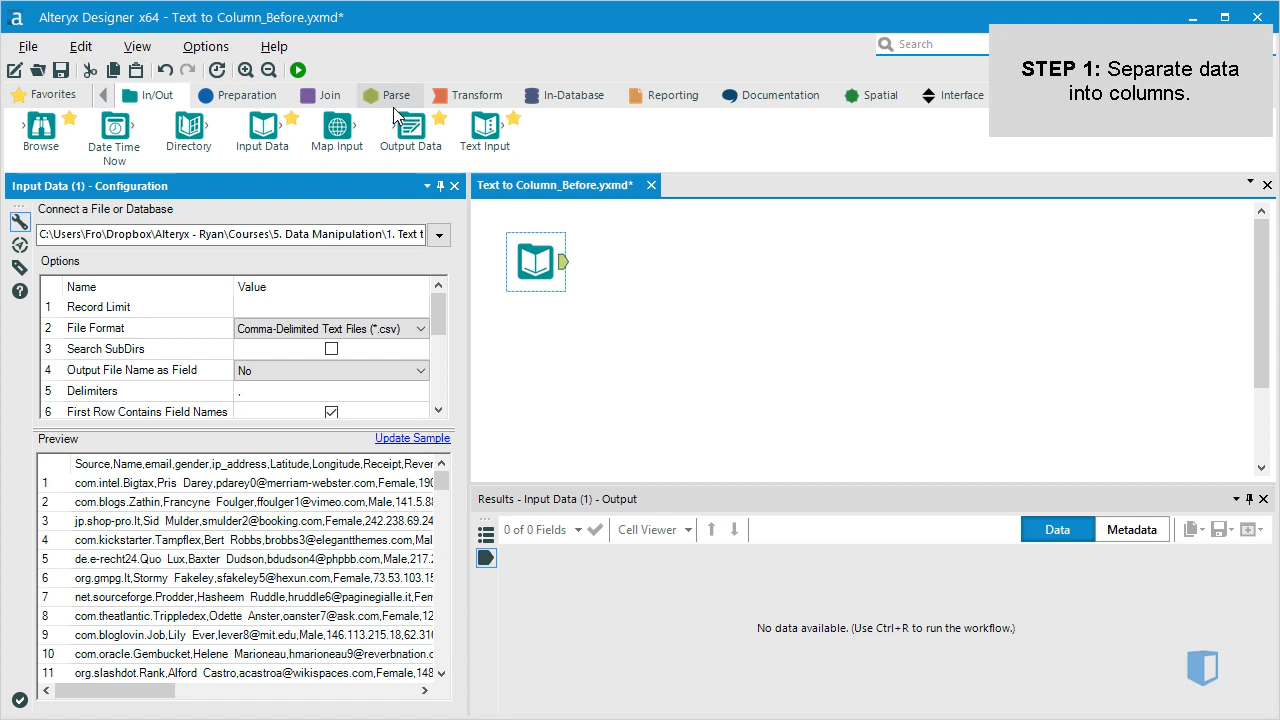 Alteryx Designer x64 - Text to Column_Before.yxmd*
File Edit View Options Help
Search
STEP 1: Separate data
into columns.
Favorites In/Out Preparation Join Parse Transform In-Database Reporting Documentation Spatial Interface
Browse Date Time Now Directory Input Data Map Input Output Data Text Input
Input Data (1) - Configuration
Text to Column_Before.yxmd*
Connect a File or Database
C:\Users\Fro\Dropbox\Alteryx - Ryan\Courses\5. Data Manipulation\1. Text t
Options
Name Value
1 Record Limit
2 File Format Comma-Delimited Text Files (*.csv)
3 Search SubDirs
4 Output File Name as Field No
5 Delimiters ,
6 First Row Contains Field Names
Preview Update Sample
Source,Name,email,gender,ip_address,Latitude,Longitude,Receipt,Rever
1 com.intel.Bigtax,Pris Darey,pdarey0@merriam-webster.com,Female,190
2 com.blogs.Zathin,Francyne Foulger,ffoulger1@vimeo.com,Male,141.5.88
3 jp.shop-pro.It,Sid Mulder,smulder2@booking.com,Female,242.238.69.24
4 com.kickstarter.Tampflex,Bert Robbs,brobbs3@elegantthemes.com,Mal
5 de.e-recht24.Quo Lux,Baxter Dudson,bdudson4@phpbb.com,Male,217.2
6 org.gmpg.It,Stormy Fakeley,sfakeley5@hexun.com,Female,73.53.103.15
7 net.sourceforge.Prodder,Hasheem Ruddle,hruddle6@paginegialle.it,Fem
8 com.theatlantic.Trippledex,Odette Anster,oanster7@ask.com,Female,12
9 com.bloglovin.Job,Lily Ever,lever8@mit.edu,Male,146.113.215.18,62.316
10 com.oracle.Gembucket,Helene Marioneau,hmarioneau9@reverbnation.c
11 org.slashdot.Rank,Alford Castro,acastroa@wikispaces.com,Female,148
Results - Input Data (1) - Output
0 of 0 Fields Cell Viewer Data Metadata
No data available. (Use Ctrl+R to run the workflow.)